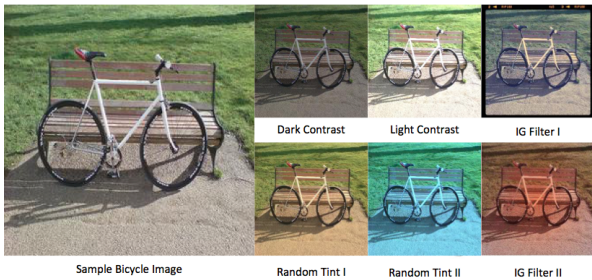 Dark Contrast
Light Contrast
IG Filter I
Sample Bicycle Image
Random Tint I
Random Tint II
IG Filter II